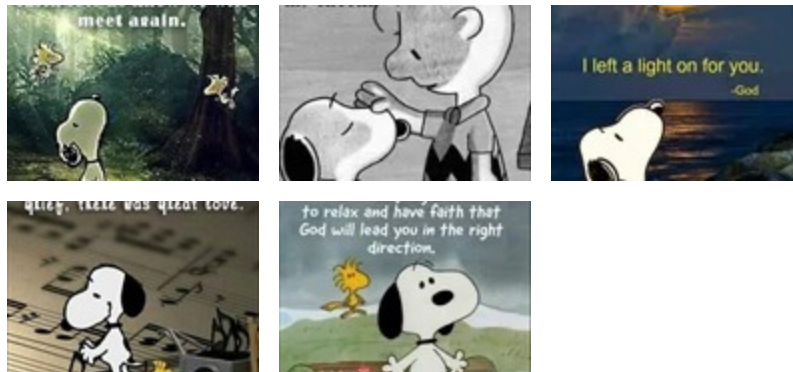 meet again.
I left a light on for you.
-God
grief, there was great love.
to relax and have faith that
God will lead you in the right
direction.